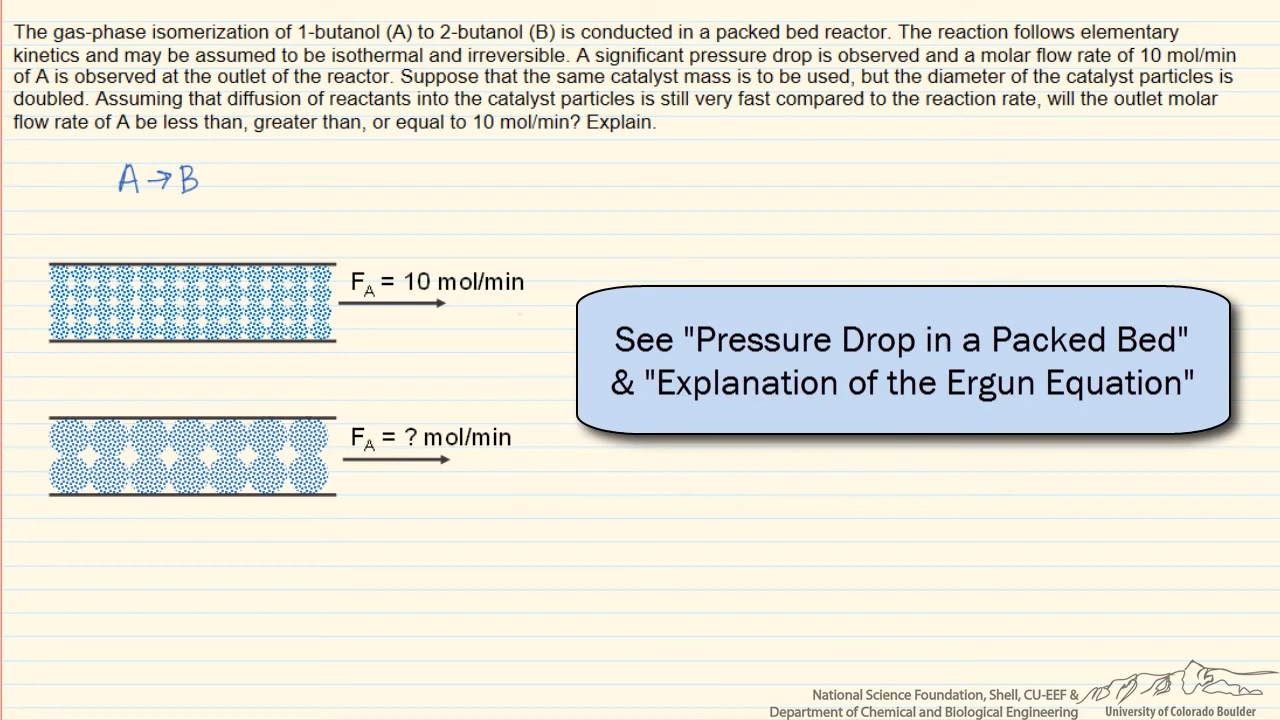 The gas-phase isomerization of 1-butanol (A) to 2-butanol (B) is conducted in a packed bed reactor. The reaction follows elementary
kinetics and may be assumed to be isothermal and irreversible. A significant pressure drop is observed and a molar flow rate of 10 mol/min
of A is observed at the outlet of the reactor. Suppose that the same catalyst mass is to be used, but the diameter of the catalyst particles is
doubled. Assuming that diffusion of reactants into the catalyst particles is still very fast compared to the reaction rate, will the outlet molar
flow rate of A be less than, greater than, or equal to 10 mol/min? Explain.
A → B
F_A = 10 mol/min
See "Pressure Drop in a Packed Bed"
& "Explanation of the Ergun Equation"
F_A = ? mol/min
National Science Foundation, Shell, CU-EEF &
Department of Chemical and Biological Engineering
University of Colorado Boulder